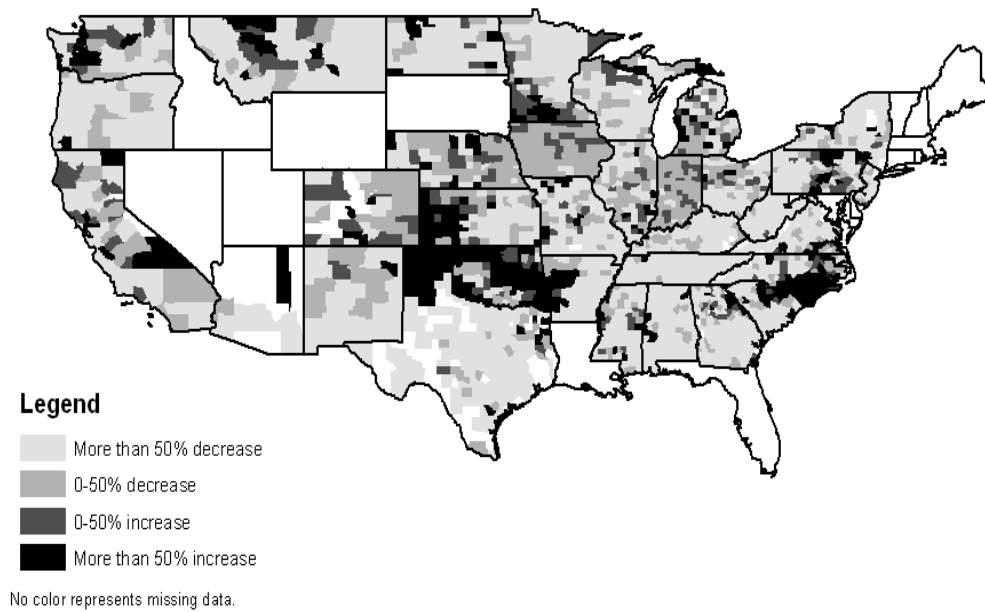 Legend
More than 50% decrease
0-50% decrease
0-50% increase
More than 50% increase
No color represents missing data.